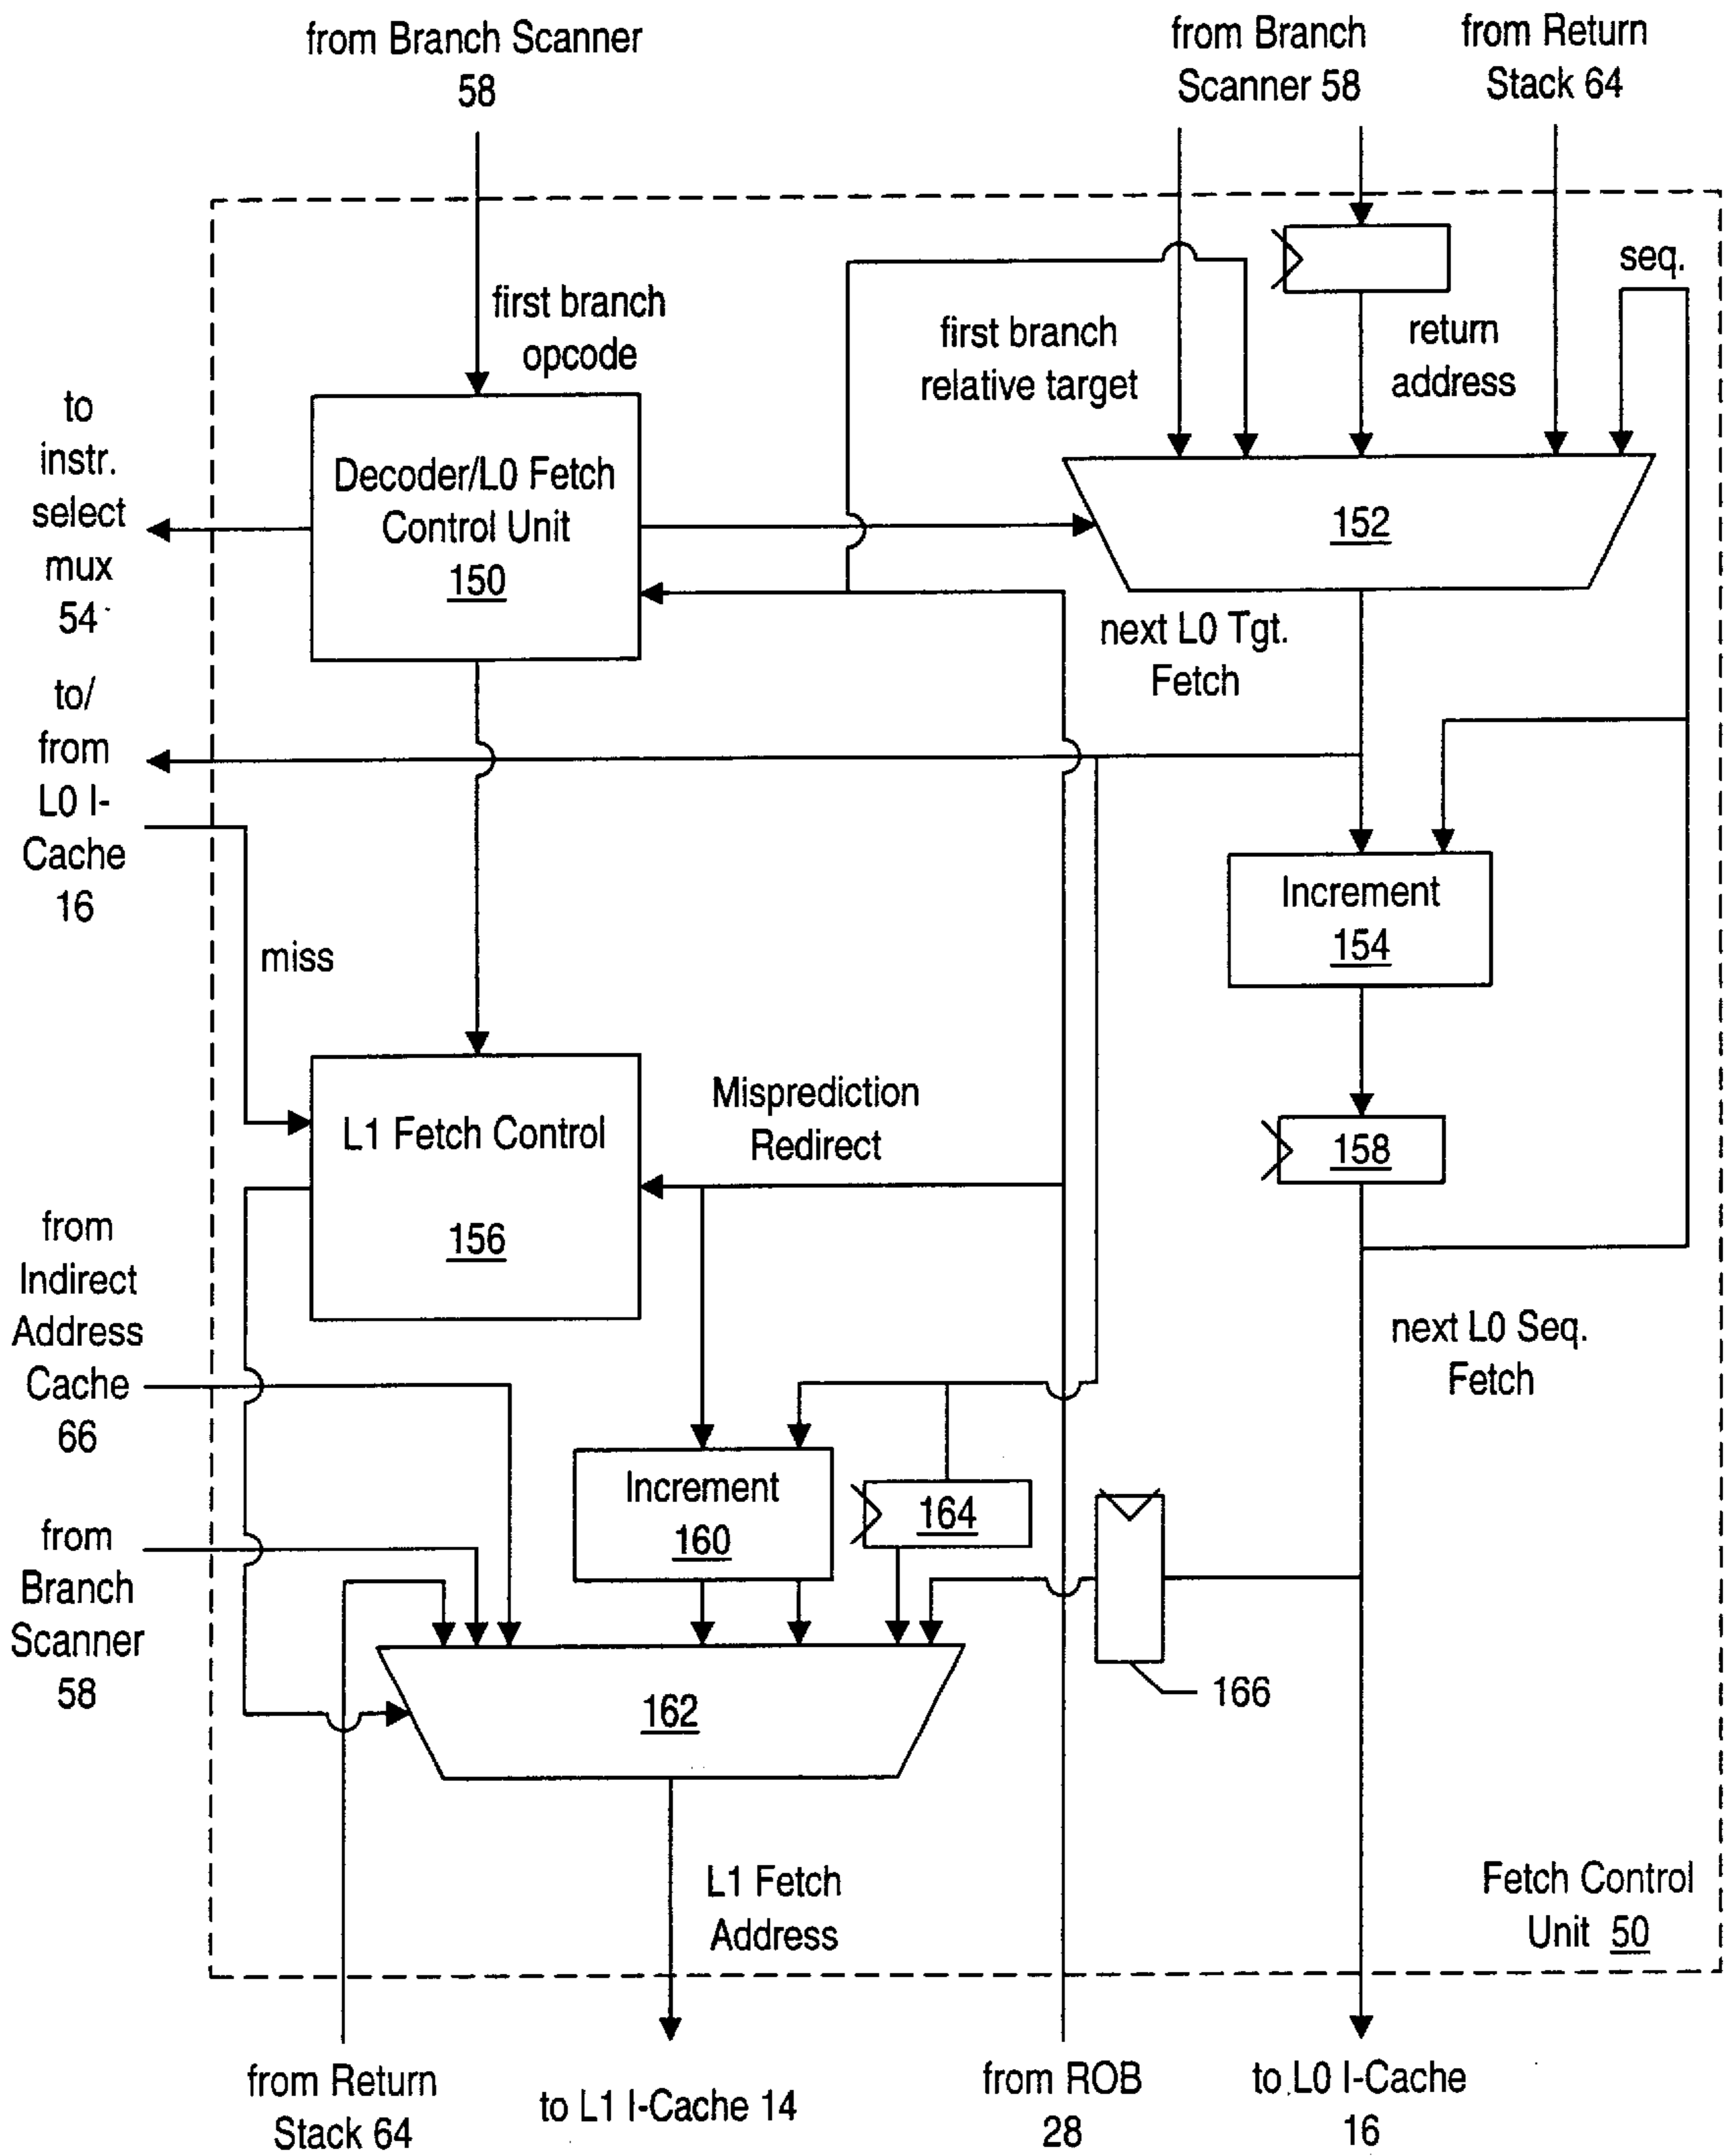 from Branch Scanner
58
from Branch
Scanner 58
from Return
Stack 64
first branch
opcode
seq.
first branch
relative target
return
address
to
instr.
select
mux
54
Decoder/L0 Fetch
Control Unit
150
152
next L0 Tgt.
Fetch
to/
from
L0 I-
Cache
16
miss
Increment
154
L1 Fetch Control
156
Misprediction
Redirect
158
from
Indirect
Address
Cache
66
next L0 Seq.
Fetch
Increment
160
164
from
Branch
Scanner
58
166
162
L1 Fetch
Address
Fetch Control
Unit 50
from Return
Stack 64
to L1 I-Cache 14
from ROB
28
to L0 I-Cache
16